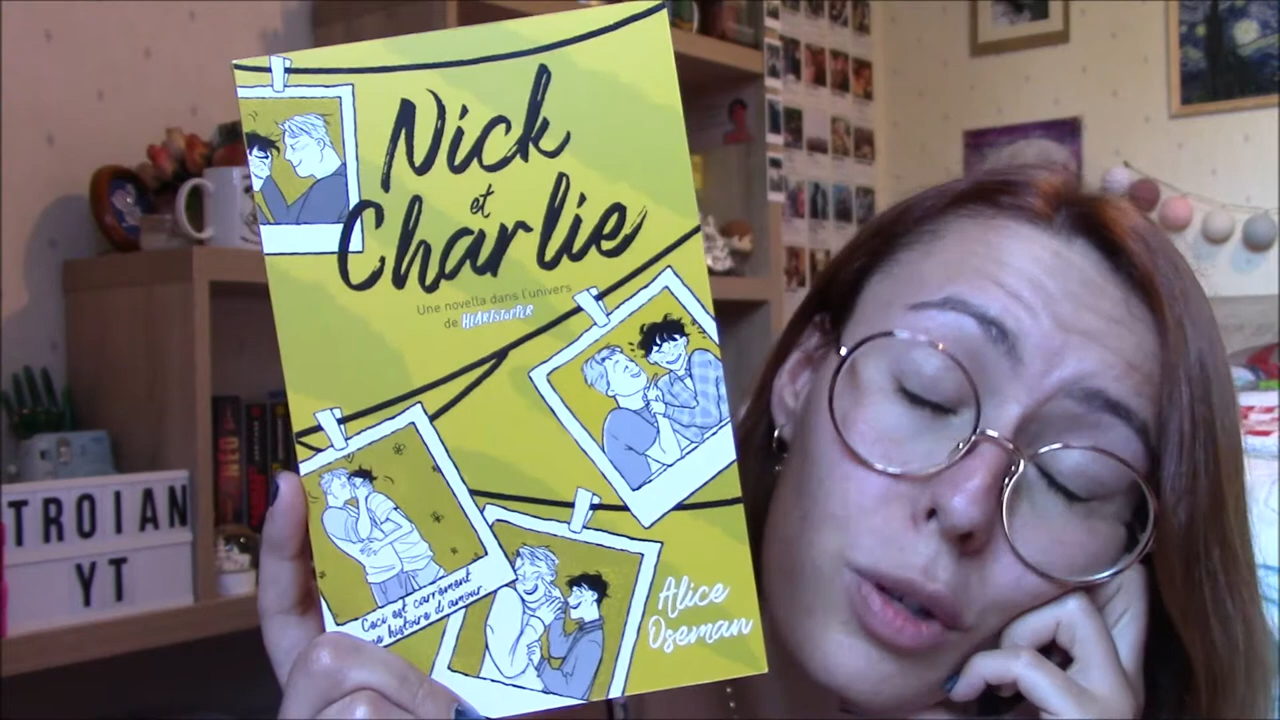 Nick
et
Charlie
Une novella dans l'univers
de HEARTSTOPPER
Ceci est carrément
une histoire d'amour.
Alice
Oseman
TROIAN
YT